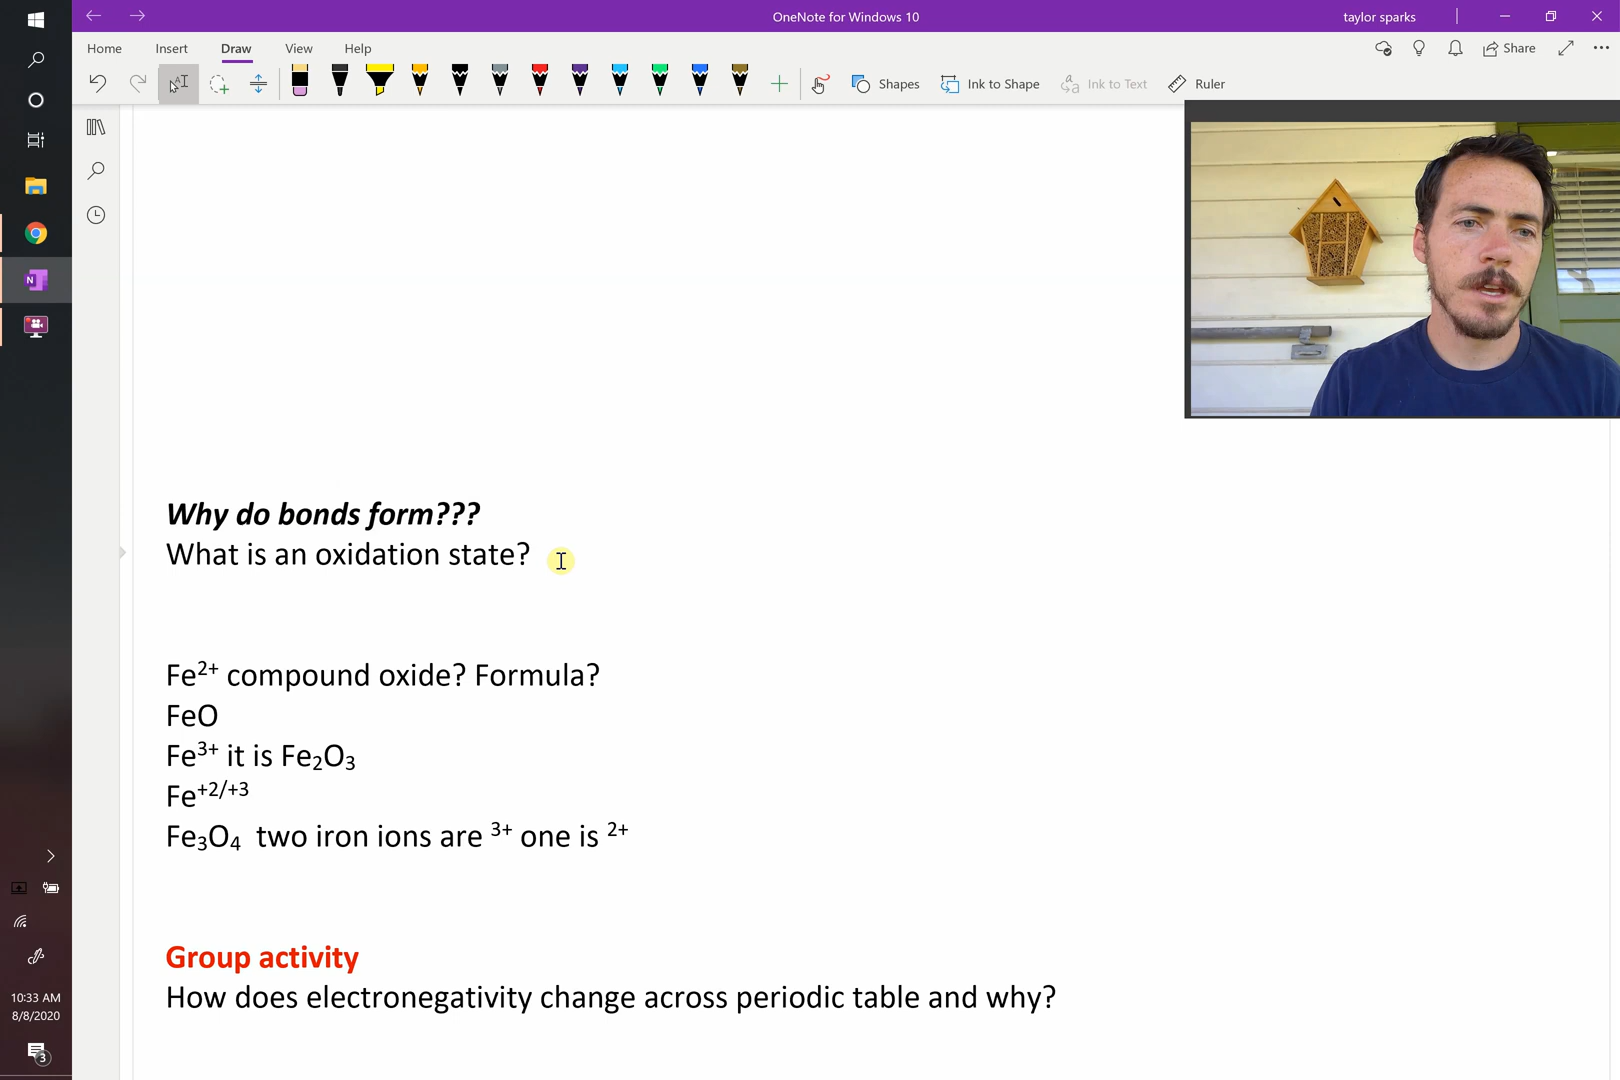 OneNote for Windows 10
taylor sparks
Home Insert Draw View Help
Share
Shapes Ink to Shape Ink to Text Ruler
Why do bonds form???
What is an oxidation state?
Fe²⁺ compound oxide? Formula?
FeO
Fe³⁺ it is Fe₂O₃
Fe⁺²/⁺³
Fe₃O₄ two iron ions are ³⁺ one is ²⁺
Group activity
How does electronegativity change across periodic table and why?
10:33 AM
8/8/2020
3